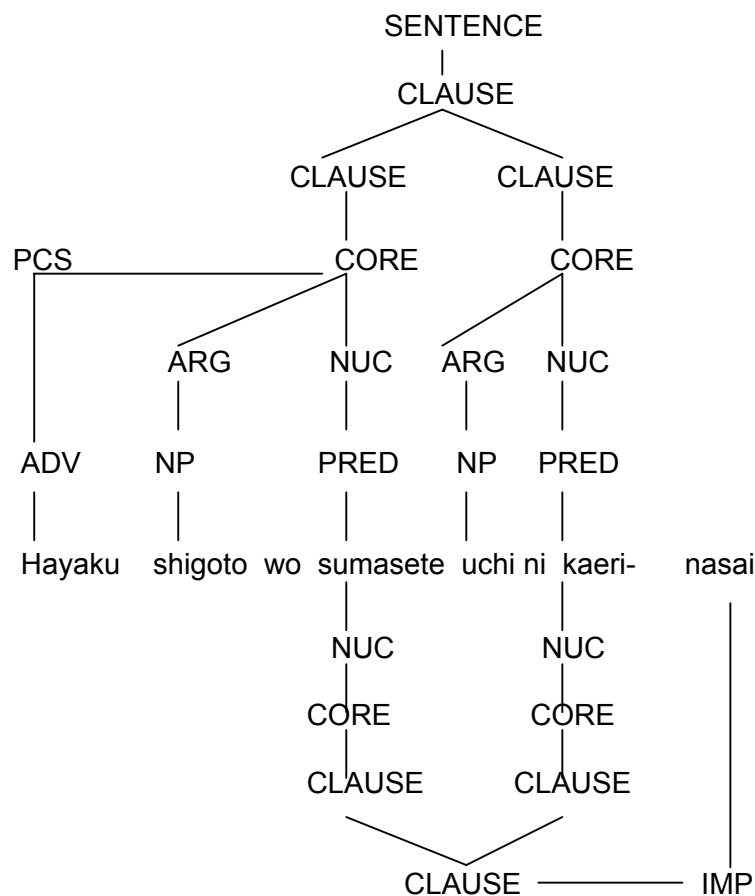 SENTENCE
CLAUSE
CLAUSE CLAUSE
PCS CORE CORE
ARG NUC ARG NUC
ADV NP PRED NP PRED
Hayaku shigoto wo sumasete uchi ni kaeri- nasai
NUC NUC
CORE CORE
CLAUSE CLAUSE
CLAUSE IMP